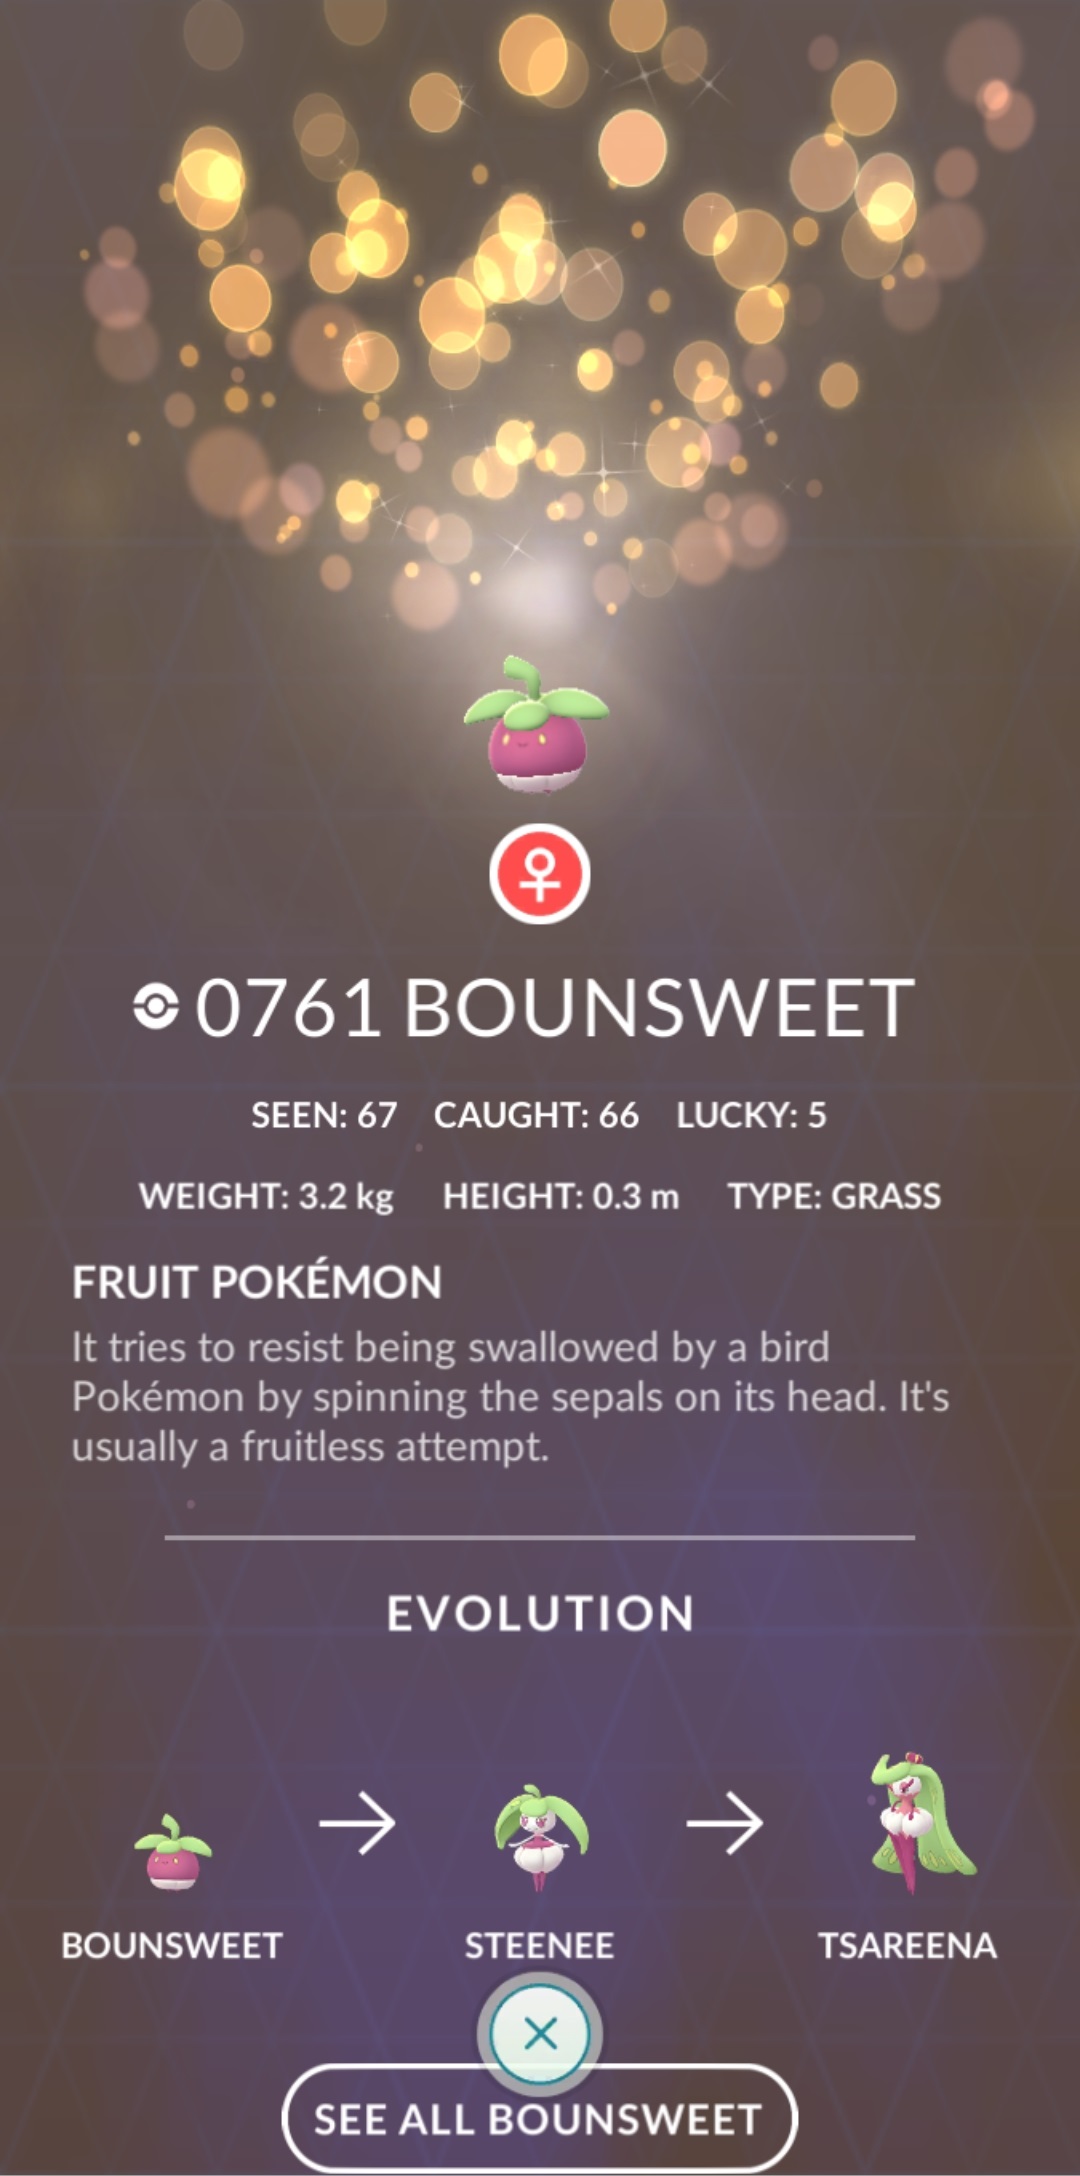 0761 BOUNSWEET
SEEN: 67 CAUGHT: 66 LUCKY: 5
WEIGHT: 3.2 kg HEIGHT: 0.3 m TYPE: GRASS
FRUIT POKÉMON
It tries to resist being swallowed by a bird
Pokémon by spinning the sepals on its head. It's
usually a fruitless attempt.
EVOLUTION
BOUNSWEET STEENEE TSAREENA
SEE ALL BOUNSWEET